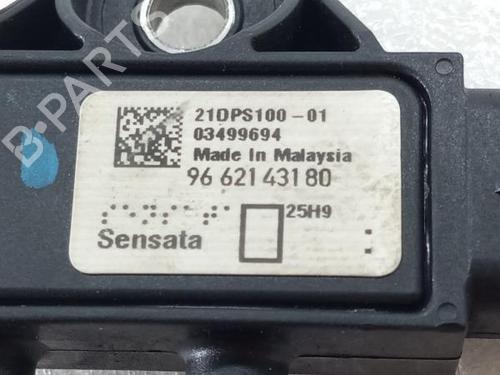 21DPS100-01
03499694
Made In Malaysia
96 621 431 80
25H9
Sensata
B-PARTS